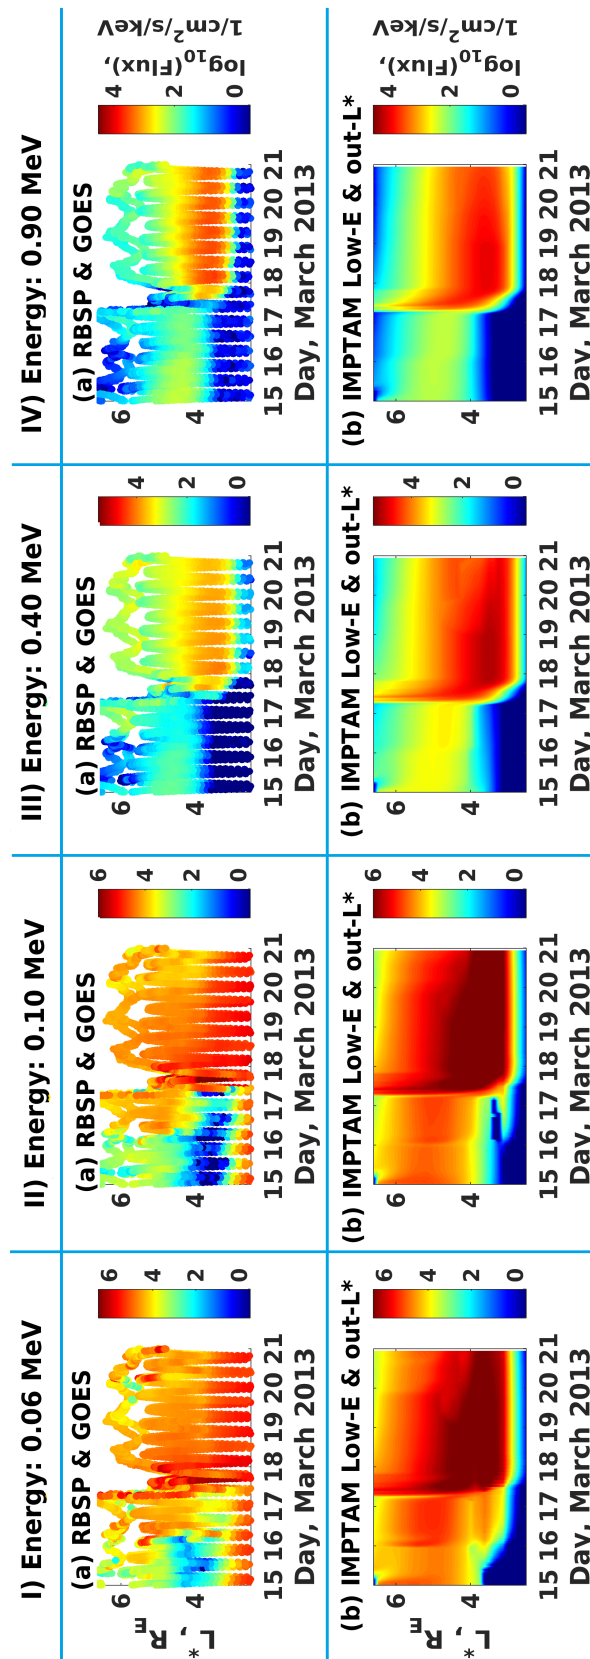 I) Energy: 0.06 MeV
II) Energy: 0.10 MeV
III) Energy: 0.40 MeV
IV) Energy: 0.90 MeV
(a) RBSP & GOES
6
4
L*, R_E
15 16 17 18 19 20 21
Day, March 2013
6
4
2
0
(a) RBSP & GOES
6
4
15 16 17 18 19 20 21
Day, March 2013
6
4
2
0
(a) RBSP & GOES
6
4
15 16 17 18 19 20 21
Day, March 2013
4
2
0
(a) RBSP & GOES
6
4
15 16 17 18 19 20 21
Day, March 2013
4
2
0
log₁₀(Flux),
1/cm²/s/keV
(b) IMPTAM Low-E & out-L*
6
4
L*, R_E
15 16 17 18 19 20 21
Day, March 2013
6
4
2
0
(b) IMPTAM Low-E & out-L*
6
4
15 16 17 18 19 20 21
Day, March 2013
6
4
2
0
(b) IMPTAM Low-E & out-L*
6
4
15 16 17 18 19 20 21
Day, March 2013
4
2
0
(b) IMPTAM Low-E & out-L*
6
4
15 16 17 18 19 20 21
Day, March 2013
4
2
0
log₁₀(Flux),
1/cm²/s/keV